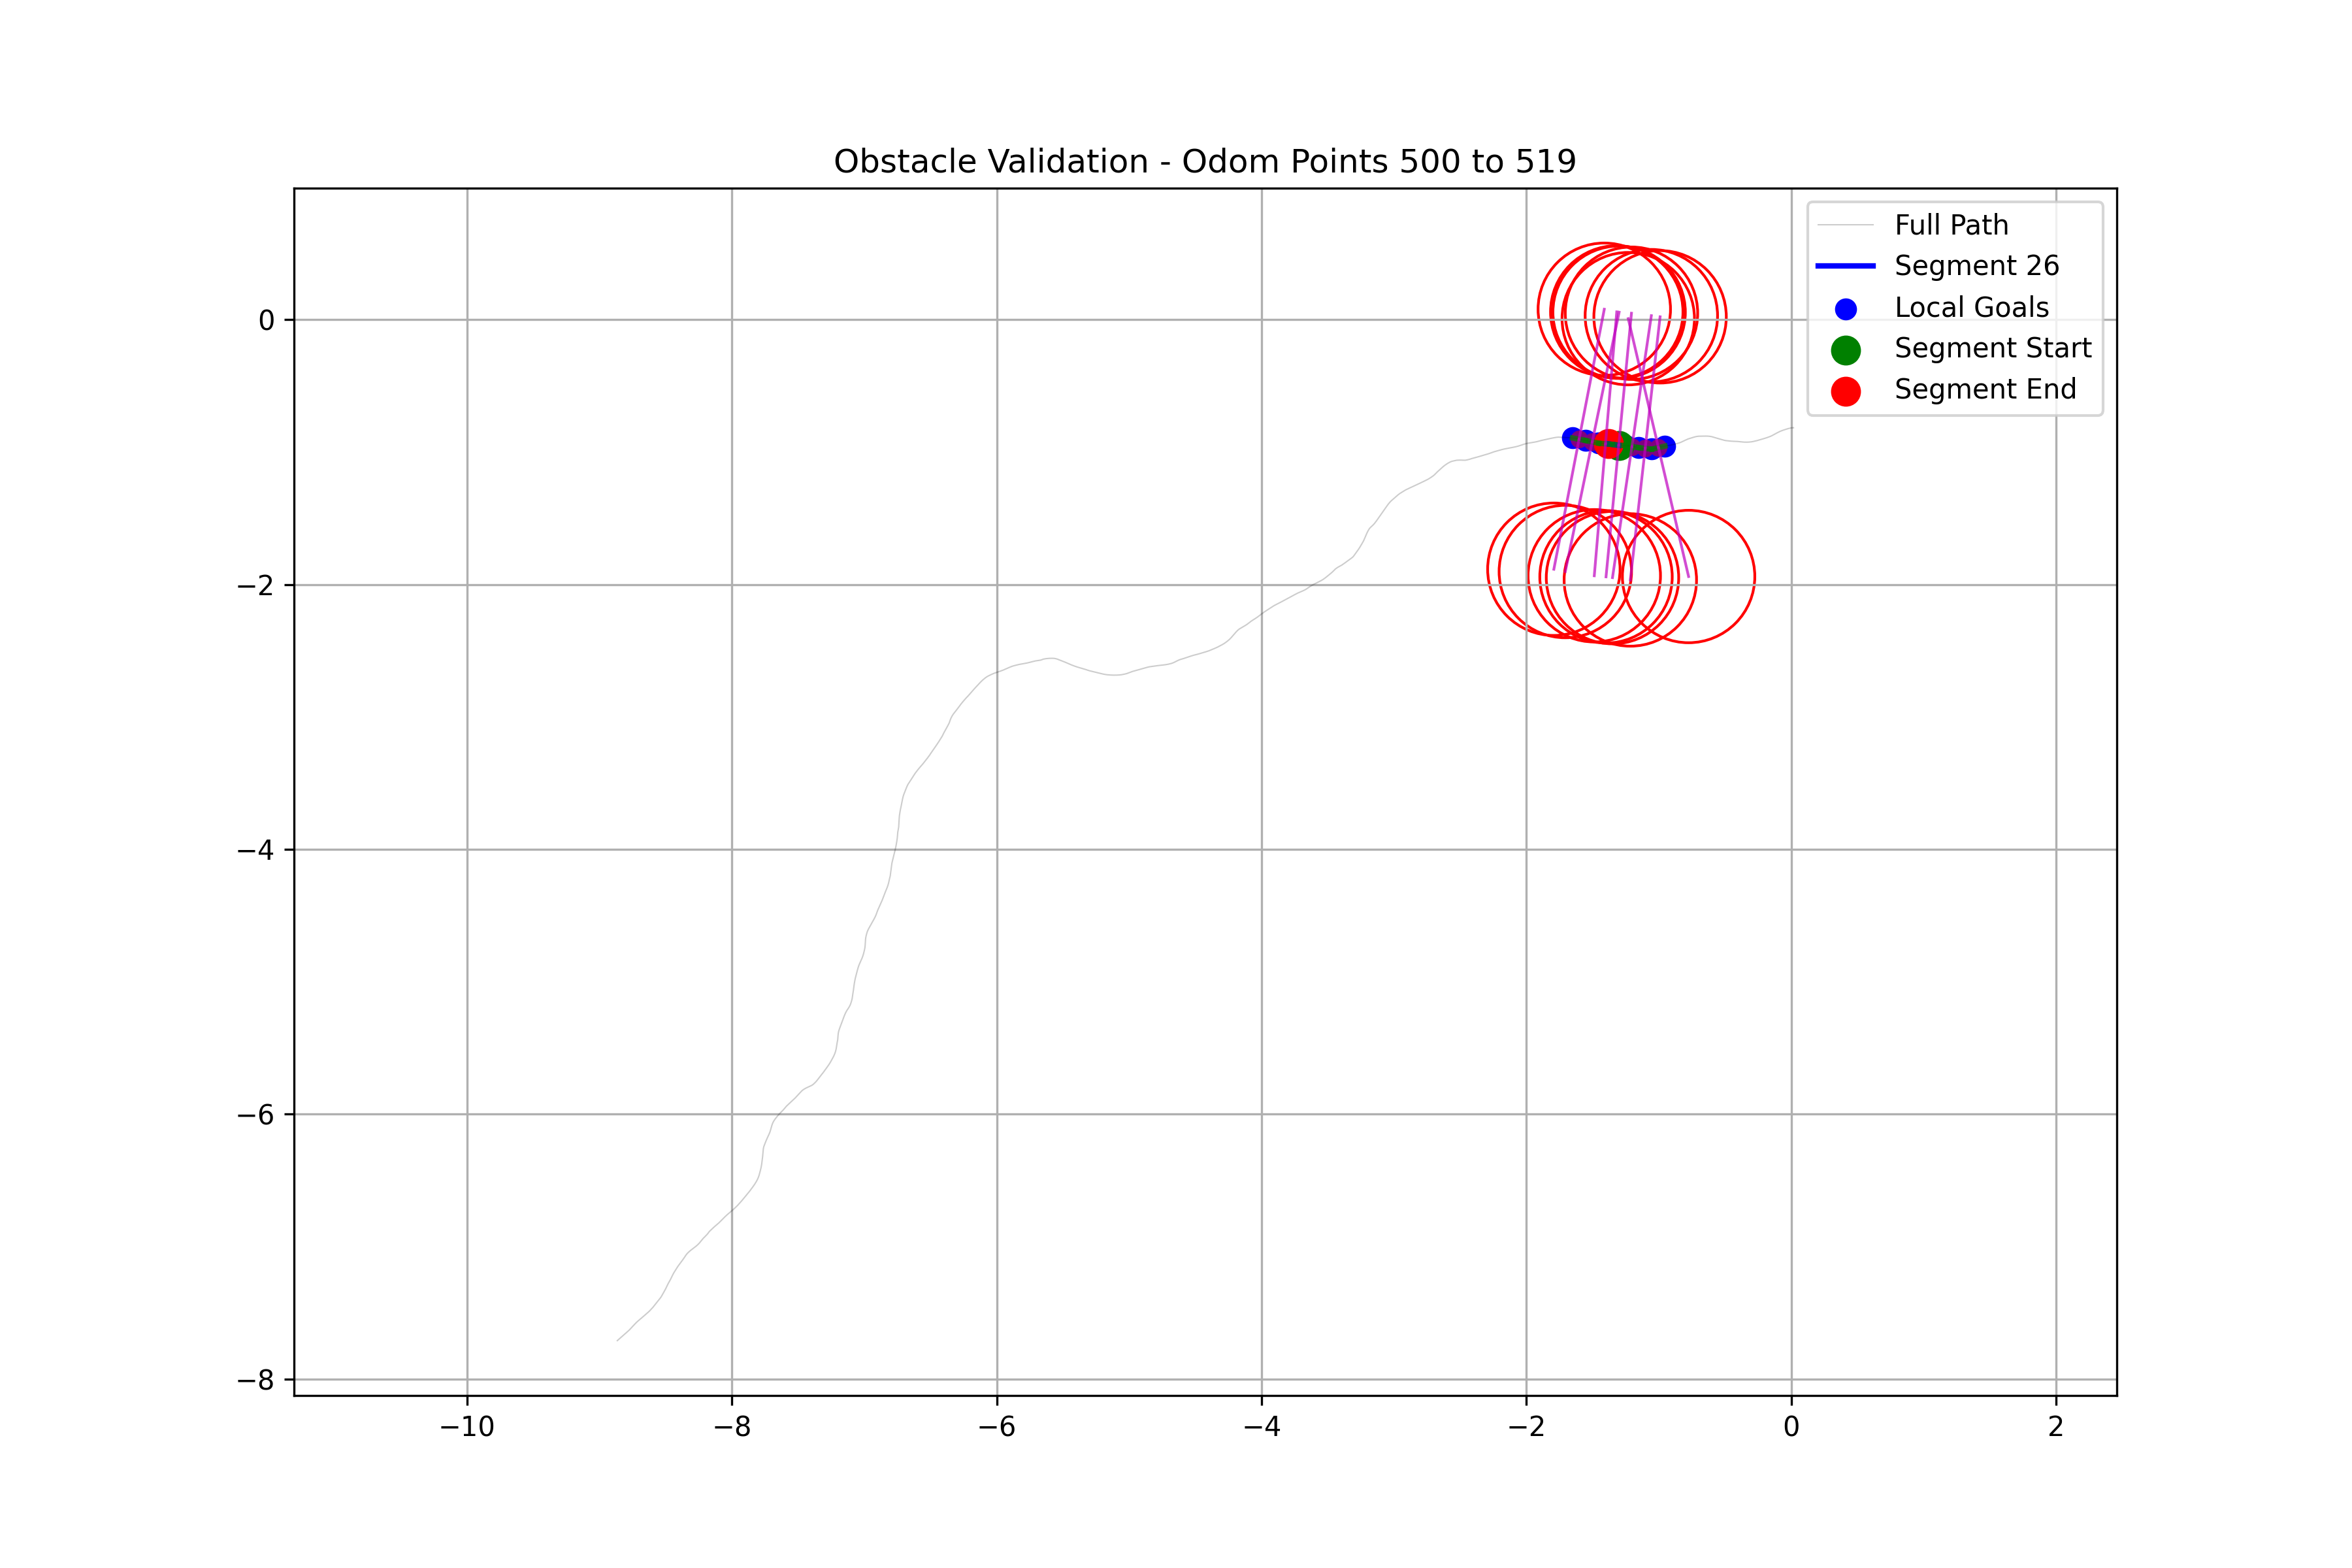 Obstacle Validation - Odom Points 500 to 519
Full Path
Segment 26
Local Goals
Segment Start
Segment End
0
−2
−4
−6
−8
−10
−8
−6
−4
−2
0
2